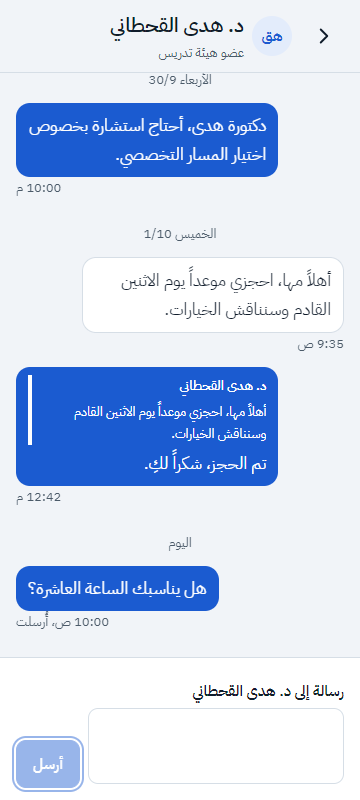 د. هدى القحطاني
هق
عضو هيئة تدريس
الأربعاء 30/9
دكتورة هدى، أحتاج استشارة بخصوص
اختيار المسار التخصصي.
10:00 م
الخميس 1/10
أهلاً مها، احجزي موعداً يوم الاثنين
القادم وسنناقش الخيارات.
9:35 ص
د. هدى القحطاني
أهلاً مها، احجزي موعداً يوم الاثنين القادم
وسنناقش الخيارات.
تم الحجز، شكراً لكِ.
12:42 م
اليوم
هل يناسبك الساعة العاشرة؟
10:00 ص، أُرسلت
رسالة إلى د. هدى القحطاني
أرسل